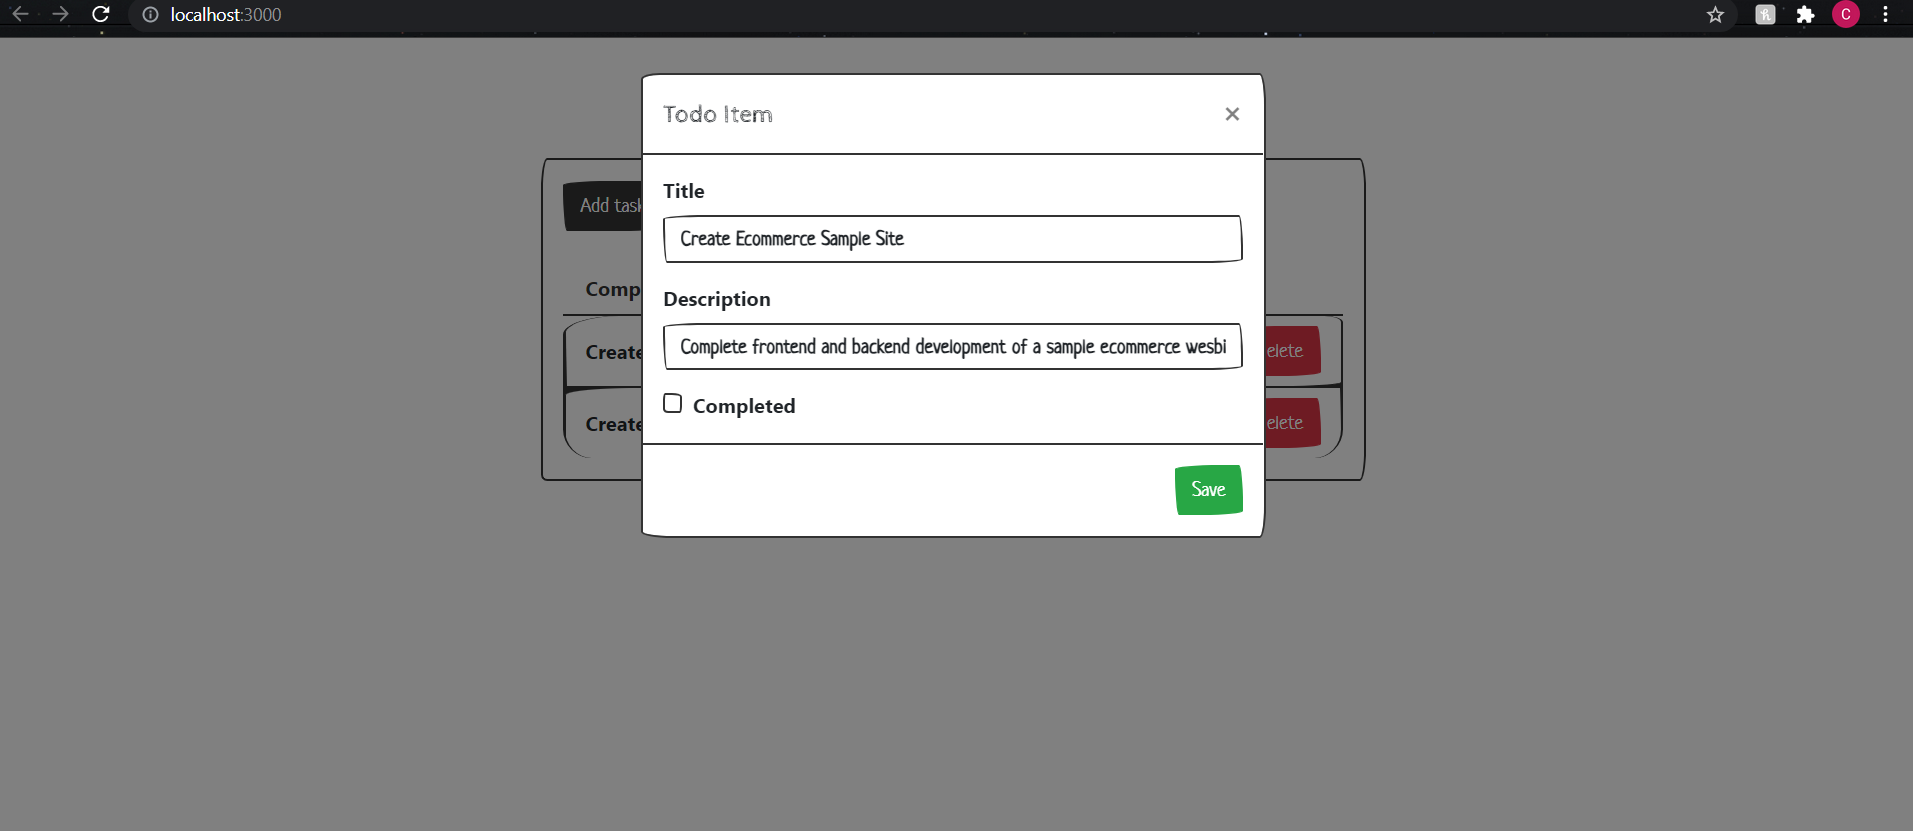 localhost:3000
C
Todo Item
×
Add task
Title
Create Ecommerce Sample Site
Comp
Description
Create
Complete frontend and backend development of a sample ecommerce wesbi
elete
Completed
Create
elete
Save